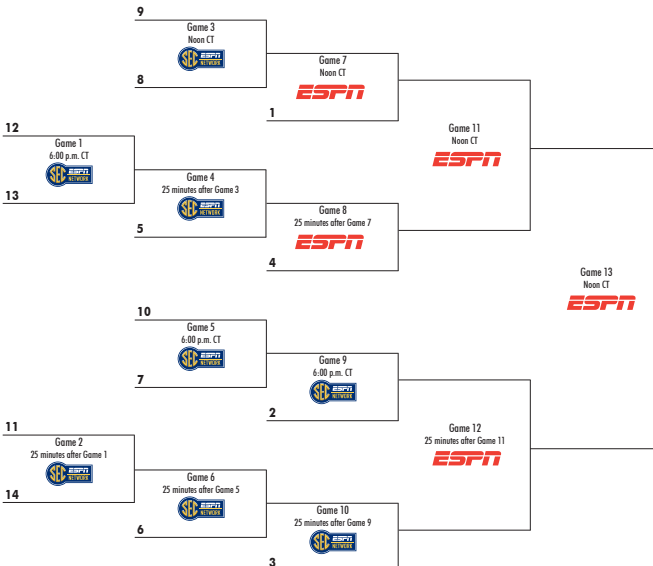 9
Game 3
Noon CT
SEC ESPN NETWORK
8
Game 7
Noon CT
ESPN
1
12
Game 1
6:00 p.m. CT
SEC ESPN NETWORK
13
Game 4
25 minutes after Game 3
SEC ESPN NETWORK
5
Game 8
25 minutes after Game 7
ESPN
4
Game 11
Noon CT
ESPN
Game 13
Noon CT
ESPN
10
Game 5
6:00 p.m. CT
SEC ESPN NETWORK
7
Game 9
6:00 p.m. CT
SEC ESPN NETWORK
2
11
Game 2
25 minutes after Game 1
SEC ESPN NETWORK
14
Game 6
25 minutes after Game 5
SEC ESPN NETWORK
6
Game 10
25 minutes after Game 9
SEC ESPN NETWORK
3
Game 12
25 minutes after Game 11
ESPN